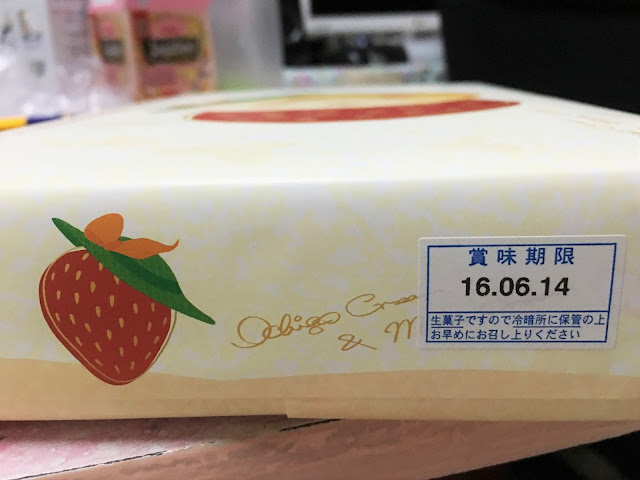 賞味期限
16.06.14
生菓子ですので冷暗所に保管の上
お早めにお召し上りください
Ichigo
& M